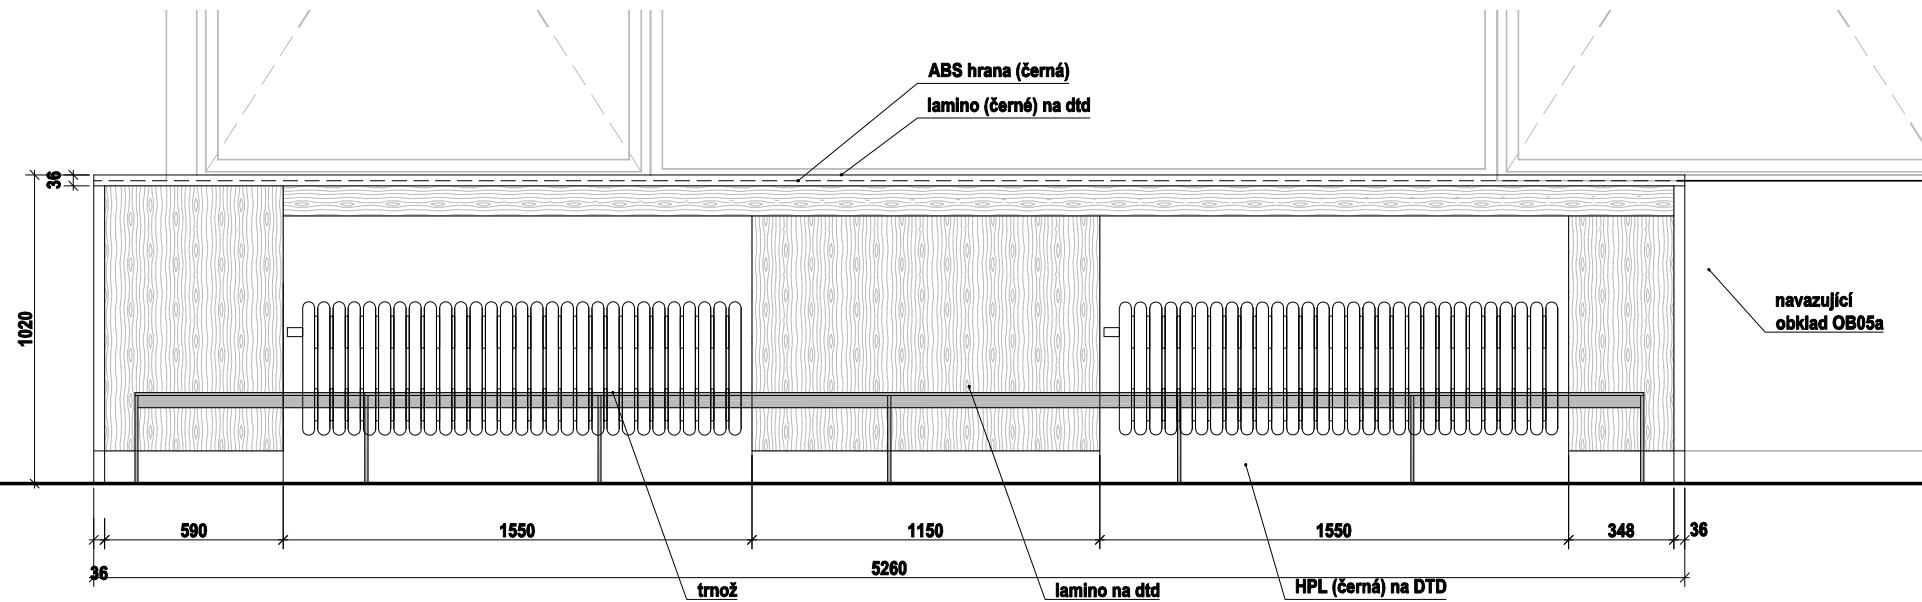 ABS hrana (černá)
lamino (černé) na dtd
36
1020
navazující
obklad OB05a
590
1550
1150
1550
348
36
36
5260
trnož
lamino na dtd
HPL (černá) na DTD